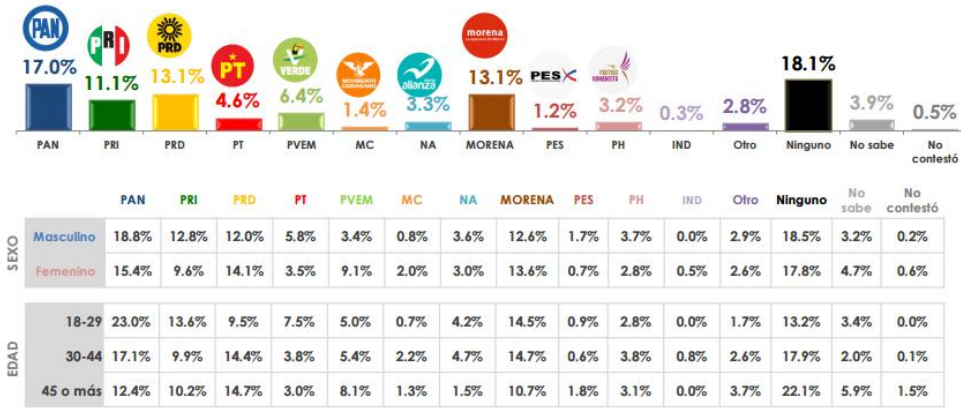 PAN PRI PRD PT VERDE MOVIMIENTO CIUDADANO alianza morena PES PARTIDO HUMANISTA
17.0% 11.1% 13.1% 4.6% 6.4% 1.4% 3.3% 13.1% 1.2% 3.2% 0.3% 2.8% 18.1% 3.9% 0.5%
PAN PRI PRD PT PVEM MC NA MORENA PES PH IND Otro Ninguno No sabe No contestó
PAN PRI PRD PT PVEM MC NA MORENA PES PH IND Otro Ninguno No sabe No contestó
SEXO
Masculino 18.8% 12.8% 12.0% 5.8% 3.4% 0.8% 3.6% 12.6% 1.7% 3.7% 0.0% 2.9% 18.5% 3.2% 0.2%
Femenino 15.4% 9.6% 14.1% 3.5% 9.1% 2.0% 3.0% 13.6% 0.7% 2.8% 0.5% 2.6% 17.8% 4.7% 0.6%
EDAD
18-29 23.0% 13.6% 9.5% 7.5% 5.0% 0.7% 4.2% 14.5% 0.9% 2.8% 0.0% 1.7% 13.2% 3.4% 0.0%
30-44 17.1% 9.9% 14.4% 3.8% 5.4% 2.2% 4.7% 14.7% 0.6% 3.8% 0.8% 2.6% 17.9% 2.0% 0.1%
45 o más 12.4% 10.2% 14.7% 3.0% 8.1% 1.3% 1.5% 10.7% 1.8% 3.1% 0.0% 3.7% 22.1% 5.9% 1.5%